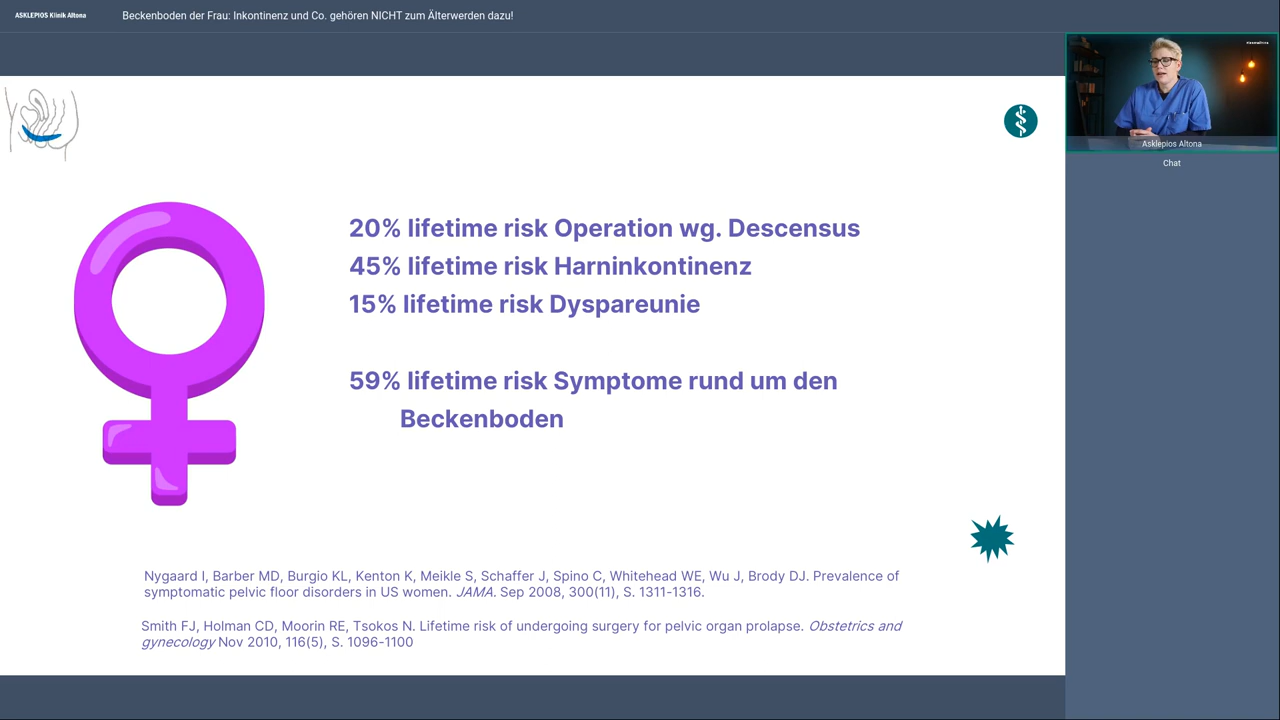 ASKLEPIOS Klinik Altona
Beckenboden der Frau: Inkontinenz und Co. gehören NICHT zum Älterwerden dazu!
Asklepios Altona
Chat
20% lifetime risk Operation wg. Descensus
45% lifetime risk Harninkontinenz
15% lifetime risk Dyspareunie
59% lifetime risk Symptome rund um den
Beckenboden
Nygaard I, Barber MD, Burgio KL, Kenton K, Meikle S, Schaffer J, Spino C, Whitehead WE, Wu J, Brody DJ. Prevalence of
symptomatic pelvic floor disorders in US women. JAMA. Sep 2008, 300(11), S. 1311-1316.
Smith FJ, Holman CD, Moorin RE, Tsokos N. Lifetime risk of undergoing surgery for pelvic organ prolapse. Obstetrics and
gynecology Nov 2010, 116(5), S. 1096-1100